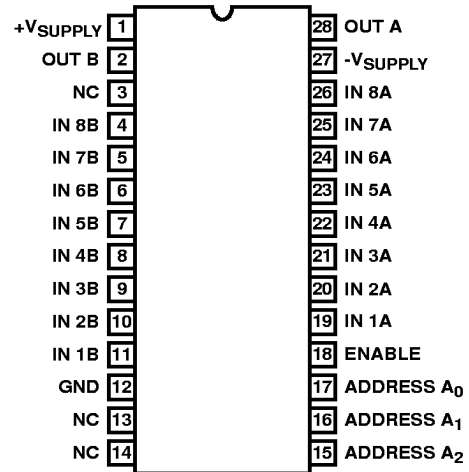 +VSUPPLY 1 28 OUT A
OUT B 2 27 -VSUPPLY
NC 3 26 IN 8A
IN 8B 4 25 IN 7A
IN 7B 5 24 IN 6A
IN 6B 6 23 IN 5A
IN 5B 7 22 IN 4A
IN 4B 8 21 IN 3A
IN 3B 9 20 IN 2A
IN 2B 10 19 IN 1A
IN 1B 11 18 ENABLE
GND 12 17 ADDRESS A0
NC 13 16 ADDRESS A1
NC 14 15 ADDRESS A2